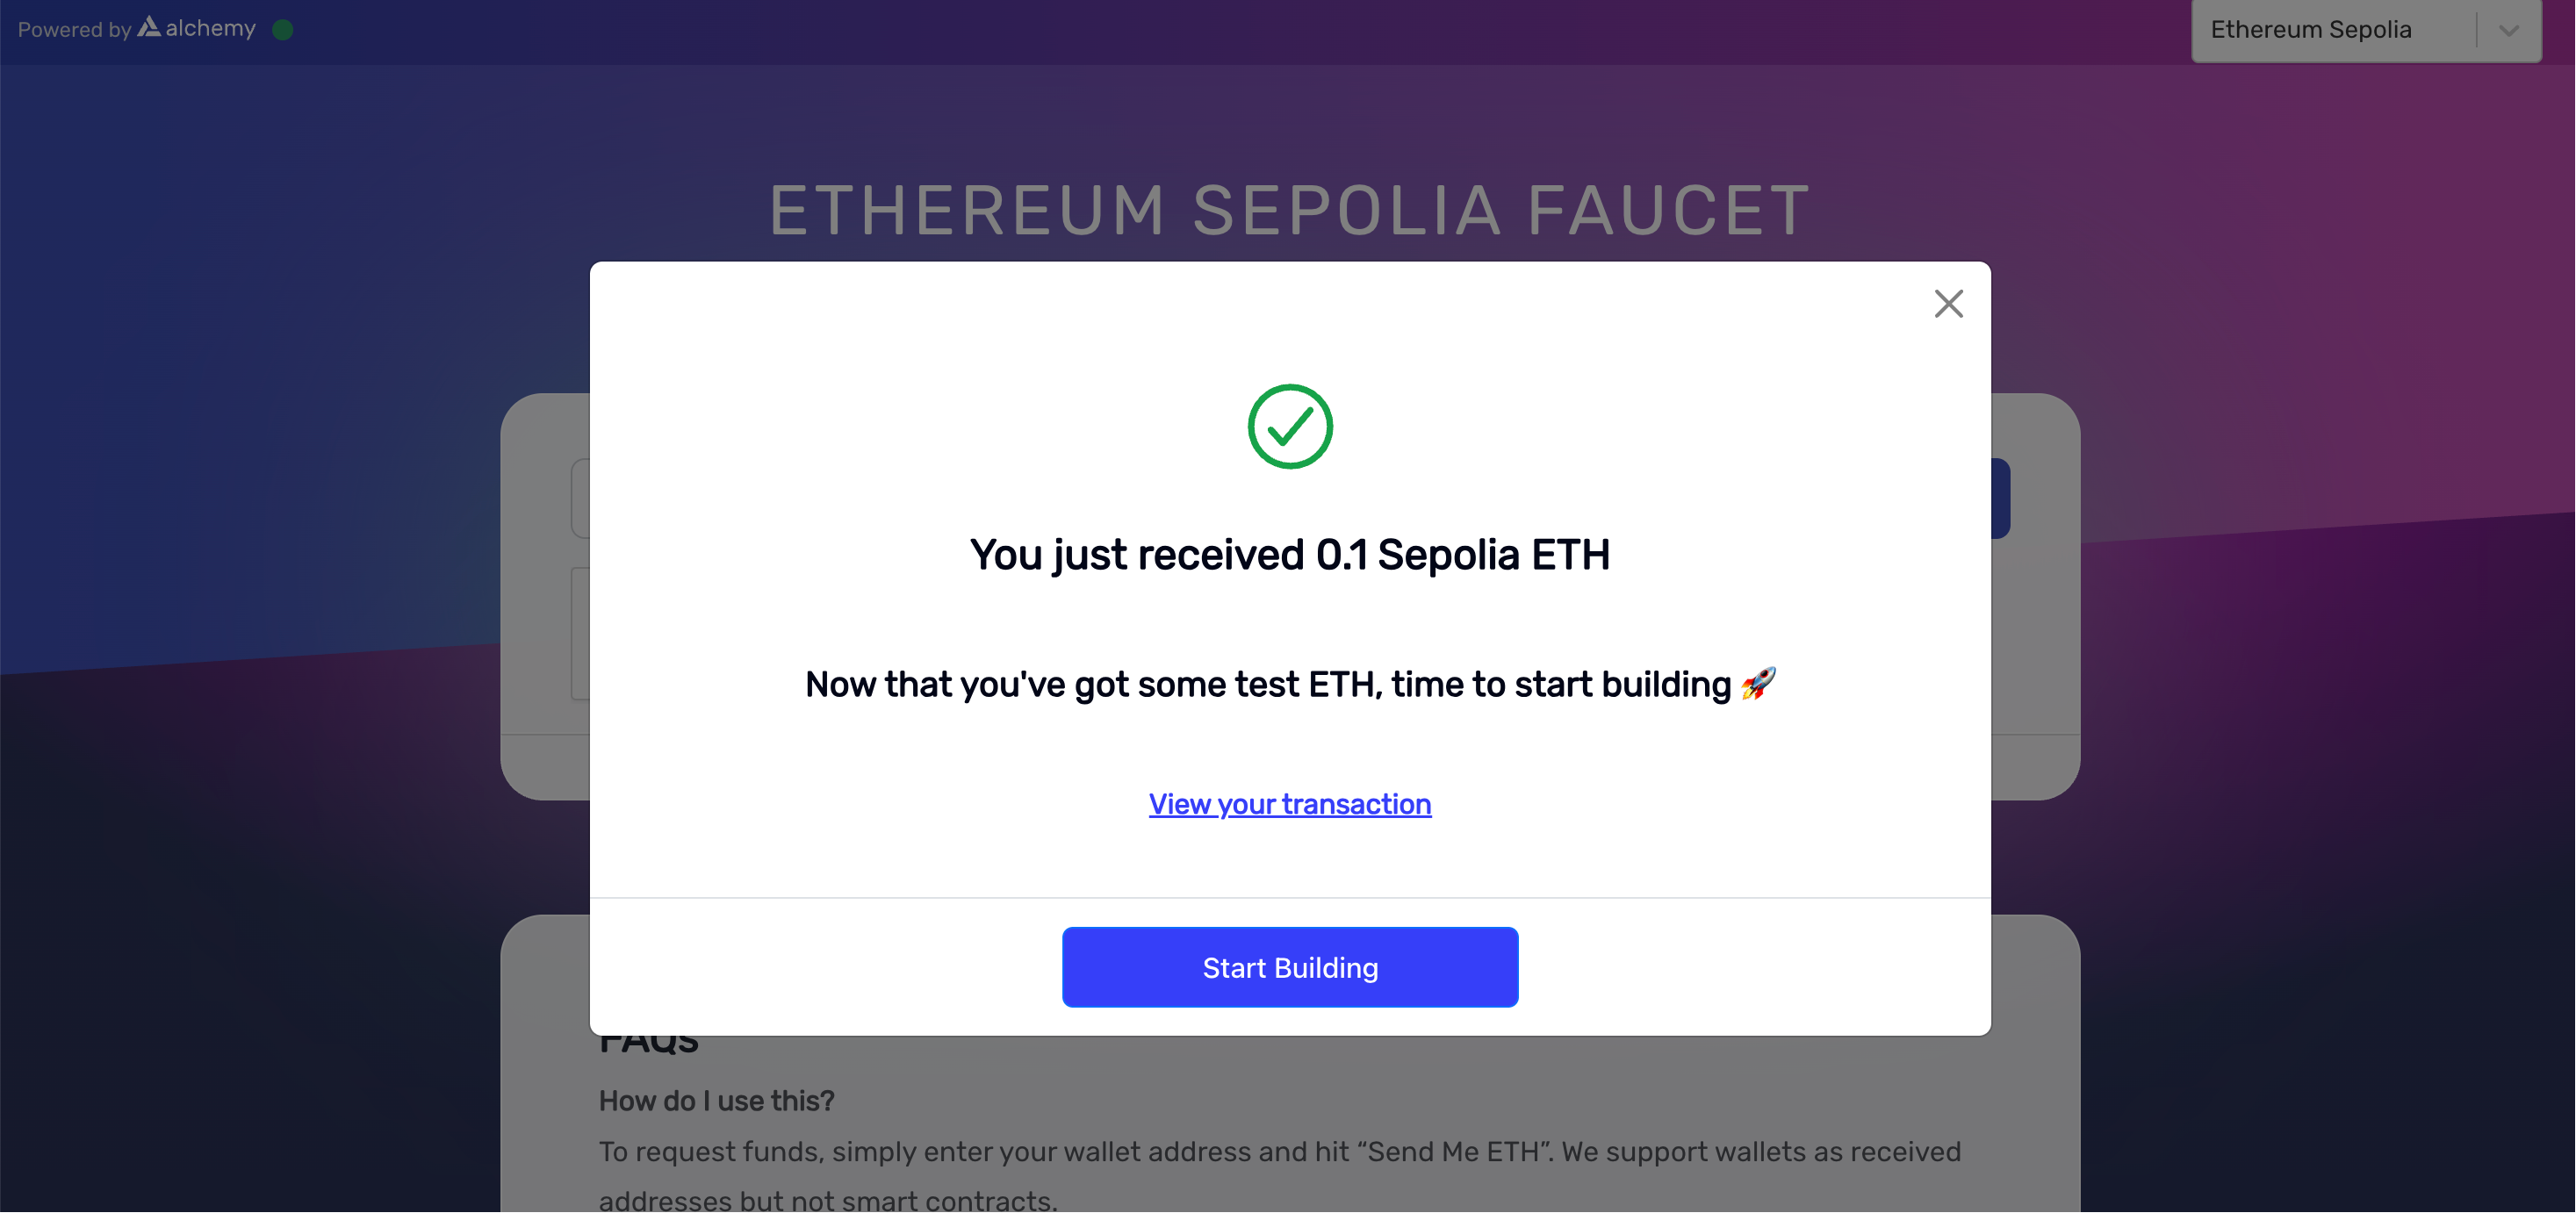 Powered by alchemy
Ethereum Sepolia
ETHEREUM SEPOLIA FAUCET
You just received 0.1 Sepolia ETH
Now that you've got some test ETH, time to start building 🚀
View your transaction
Start Building
FAQs
How do I use this?
To request funds, simply enter your wallet address and hit “Send Me ETH”. We support wallets as received
addresses but not smart contracts.